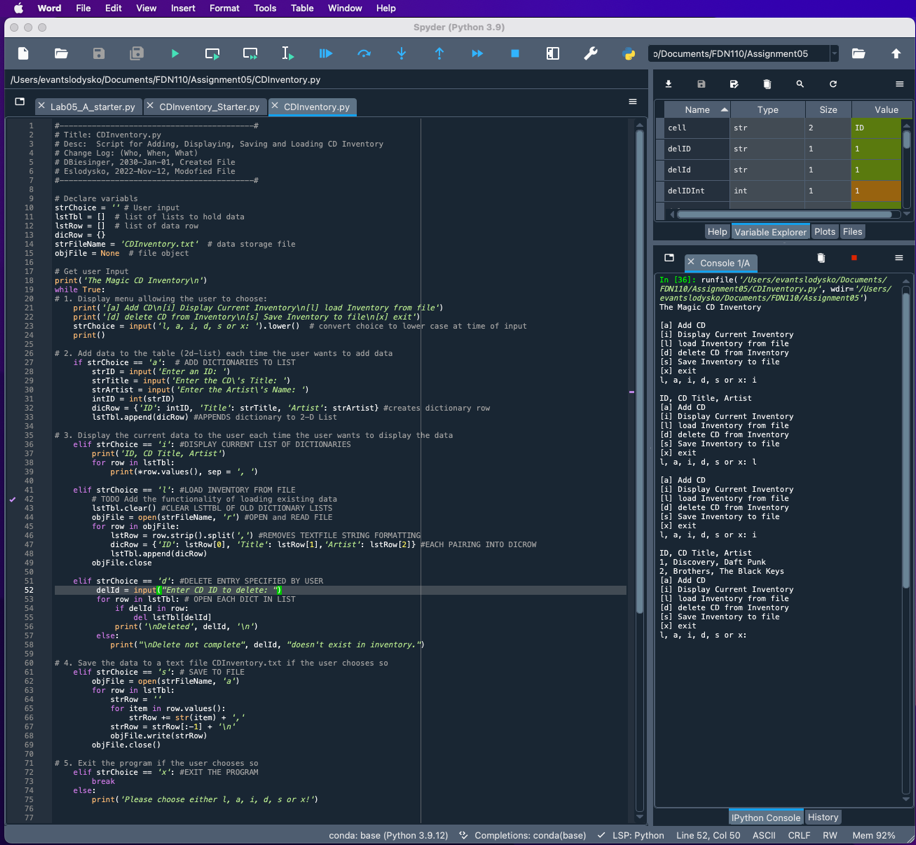 Word File Edit View Insert Format Tools Table Window Help
Spyder (Python 3.9)
ɔ/Documents/FDN110/Assignment05
/Users/evantslodysko/Documents/FDN110/Assignment05/CDInventory.py
Lab05_A_starter.py CDInventory_Starter.py CDInventory.py
1 #------------------------------------------#
2 # Title: CDInventory.py
3 # Desc: Script for Adding, Displaying, Saving and Loading CD Inventory
4 # Change Log: (Who, When, What)
5 # DBiesinger, 2030-Jan-01, Created File
6 # Eslodysko, 2022-Nov-12, Modofied File
7 #------------------------------------------#
8
9 # Declare variables
10 strChoice = '' # User input
11 lstTbl = [] # list of lists to hold data
12 lstRow = [] # list of data row
13 dicRow = {}
14 strFileName = 'CDInventory.txt' # data storage file
15 objFile = None # file object
16
17 # Get user Input
18 print('The Magic CD Inventory\n')
19 while True:
20 # 1. Display menu allowing the user to choose:
21 print('[a] Add CD\n[i] Display Current Inventory\n[l] load Inventory from file')
22 print('[d] delete CD from Inventory\n[s] Save Inventory to file\n[x] exit')
23 strChoice = input('l, a, i, d, s or x: ').lower() # convert choice to lower case at time of input
24 print()
25
26 # 2. Add data to the table (2d-list) each time the user wants to add data
27 if strChoice == 'a': # ADD DICTIONARIES TO LIST
28 strID = input('Enter an ID: ')
29 strTitle = input('Enter the CD\'s Title: ')
30 strArtist = input('Enter the Artist\'s Name: ')
31 intID = int(strID)
32 dicRow = {'ID': intID, 'Title': strTitle, 'Artist': strArtist} #creates dictionary row
33 lstTbl.append(dicRow) #APPENDS dictionary to 2-D List
34
35 # 3. Display the current data to the user each time the user wants to display the data
36 elif strChoice == 'i': #DISPLAY CURRENT LIST OF DICTIONARIES
37 print('ID, CD Title, Artist')
38 for row in lstTbl:
39 print(*row.values(), sep = ', ')
40
41 elif strChoice == 'l': #LOAD INVENTORY FROM FILE
42 # TODO Add the functionality of loading existing data
43 lstTbl.clear() #CLEAR LSTTBL OF OLD DICTIONARY LISTS
44 objFile = open(strFileName, 'r') #OPEN and READ FILE
45 for row in objFile:
46 lstRow = row.strip().split(',') #REMOVES TEXTFILE STRING FORMATTING
47 dicRow = {'ID': lstRow[0], 'Title': lstRow[1],'Artist': lstRow[2]} #EACH PAIRING INTO DICROW
48 lstTbl.append(dicRow)
49 objFile.close
50
51 elif strChoice == 'd': #DELETE ENTRY SPECIFIED BY USER
52 delId = input("Enter CD ID to delete: ")
53 for row in lstTbl: # OPEN EACH DICT IN LIST
54 if delId in row:
55 del lstTbl[delId]
56 print('\nDeleted', delId, '\n')
57 else:
58 print("\nDelete not complete", delId, "doesn't exist in inventory.")
59
60 # 4. Save the data to a text file CDInventory.txt if the user chooses so
61 elif strChoice == 's': # SAVE TO FILE
62 objFile = open(strFileName, 'a')
63 for row in lstTbl:
64 strRow = ''
65 for item in row.values():
66 strRow += str(item) + ','
67 strRow = strRow[:-1] + '\n'
68 objFile.write(strRow)
69 objFile.close()
70
71 # 5. Exit the program if the user chooses so
72 elif strChoice == 'x': #EXIT THE PROGRAM
73 break
74 else:
75 print('Please choose either l, a, i, d, s or x!')
76
77
Name Type Size Value
cell str 2 ID
delID str 1 1
delId str 1 1
delIDInt int 1 1
Help Variable Explorer Plots Files
Console 1/A
In [36]: runfile('/Users/evantslodysko/Documents/
FDN110/Assignment05/CDInventory.py', wdir='/Users/
evantslodysko/Documents/FDN110/Assignment05')
The Magic CD Inventory
[a] Add CD
[i] Display Current Inventory
[l] load Inventory from file
[d] delete CD from Inventory
[s] Save Inventory to file
[x] exit
l, a, i, d, s or x: i
ID, CD Title, Artist
[a] Add CD
[i] Display Current Inventory
[l] load Inventory from file
[d] delete CD from Inventory
[s] Save Inventory to file
[x] exit
l, a, i, d, s or x: l
[a] Add CD
[i] Display Current Inventory
[l] load Inventory from file
[d] delete CD from Inventory
[s] Save Inventory to file
[x] exit
l, a, i, d, s or x: i
ID, CD Title, Artist
1, Discovery, Daft Punk
2, Brothers, The Black Keys
[a] Add CD
[i] Display Current Inventory
[l] load Inventory from file
[d] delete CD from Inventory
[s] Save Inventory to file
[x] exit
l, a, i, d, s or x:
IPython Console History
conda: base (Python 3.9.12) Completions: conda(base) LSP: Python Line 52, Col 50 ASCII CRLF RW Mem 92%